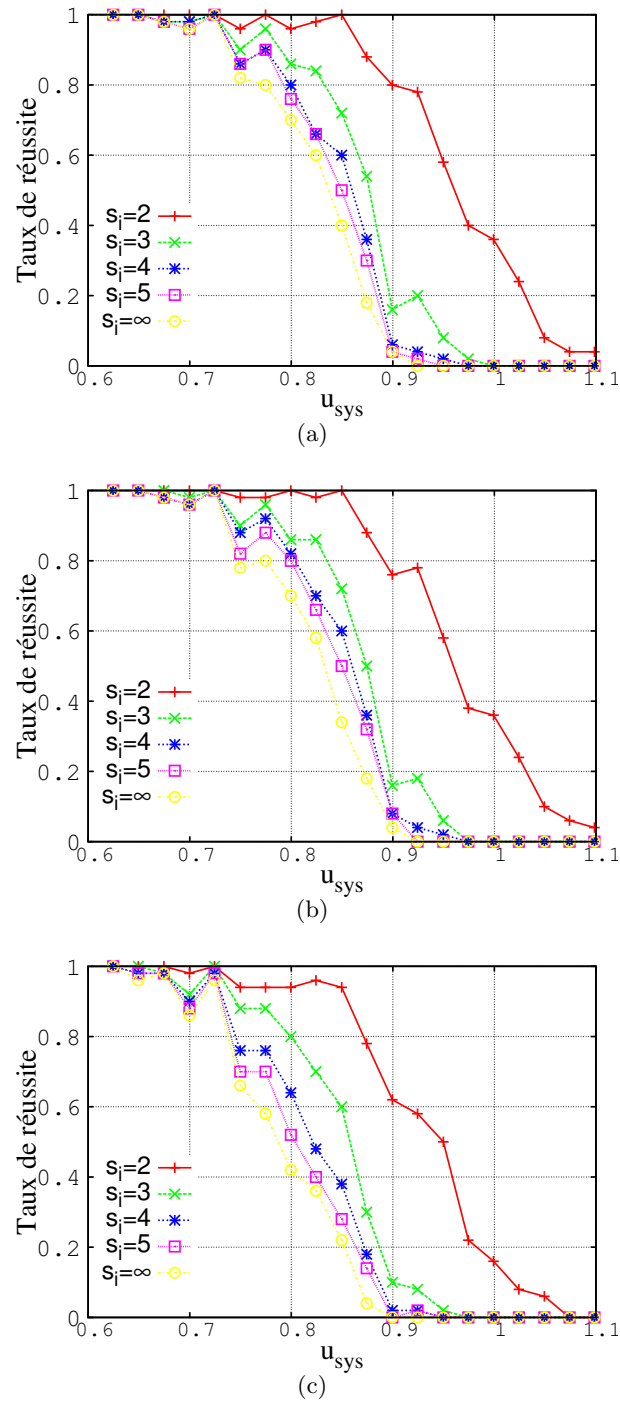 1
0.8
0.6
0.4
0.2
0
Taux de réussite
s_i=2
s_i=3
s_i=4
s_i=5
s_i=∞
0.6 0.7 0.8 0.9 1 1.1
u_sys
(a)
1
0.8
0.6
0.4
0.2
0
Taux de réussite
s_i=2
s_i=3
s_i=4
s_i=5
s_i=∞
0.6 0.7 0.8 0.9 1 1.1
u_sys
(b)
1
0.8
0.6
0.4
0.2
0
Taux de réussite
s_i=2
s_i=3
s_i=4
s_i=5
s_i=∞
0.6 0.7 0.8 0.9 1 1.1
u_sys
(c)